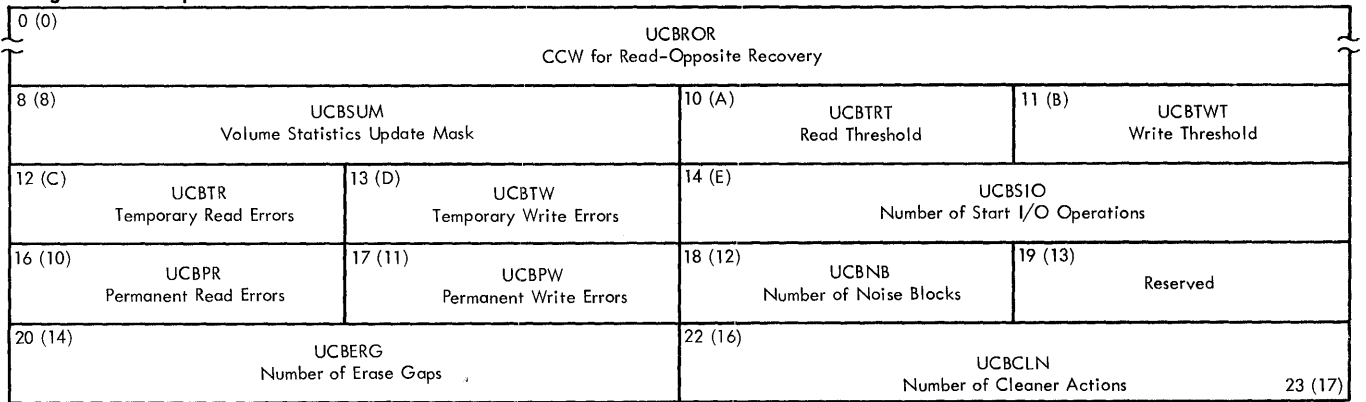 0 (0)
UCBROR
CCW for Read-Opposite Recovery
8 (8)
UCBSUM
Volume Statistics Update Mask
10 (A)
UCBTRT
Read Threshold
11 (B)
UCBTWT
Write Threshold
12 (C)
UCBTR
Temporary Read Errors
13 (D)
UCBTW
Temporary Write Errors
14 (E)
UCBSIO
Number of Start I/O Operations
16 (10)
UCBPR
Permanent Read Errors
17 (11)
UCBPW
Permanent Write Errors
18 (12)
UCBNB
Number of Noise Blocks
19 (13)
Reserved
20 (14)
UCBERG
Number of Erase Gaps
22 (16)
UCBCLN
Number of Cleaner Actions
23 (17)